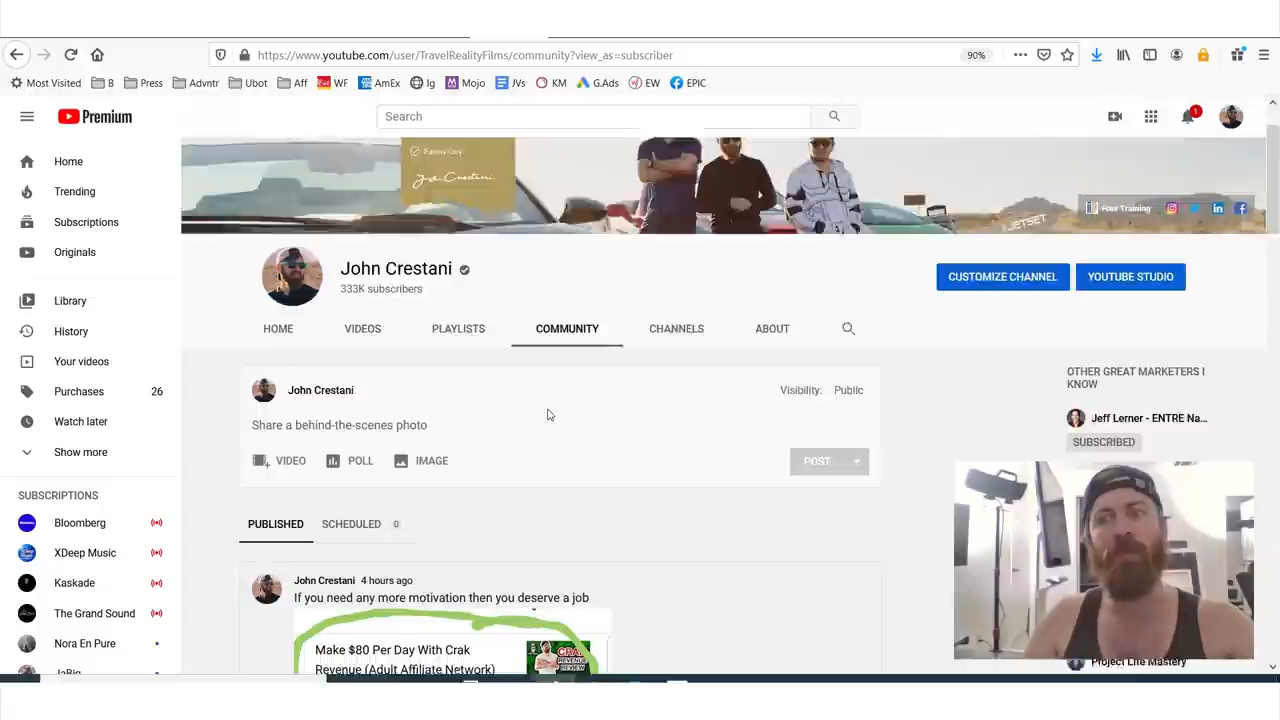 https://www.youtube.com/user/TravelRealityFilms/community?view_as=subscriber
90%
Most Visited
B
Press
Advntr
Ubot
Aff
WF
AmEx
Ig
Mojo
JVs
KM
G.Ads
EW
EPIC
Premium
Search
1
Home
Trending
Subscriptions
Originals
Library
History
Your videos
Purchases 26
Watch later
Show more
SUBSCRIPTIONS
Bloomberg
XDeep Music
Kaskade
The Grand Sound
Nora En Pure
John Crestani
JETSET
Free Training
John Crestani
333K subscribers
CUSTOMIZE CHANNEL
YOUTUBE STUDIO
HOME
VIDEOS
PLAYLISTS
COMMUNITY
CHANNELS
ABOUT
John Crestani
Visibility: Public
Share a behind-the-scenes photo
VIDEO
POLL
IMAGE
POST
PUBLISHED
SCHEDULED 0
John Crestani 4 hours ago
If you need any more motivation then you deserve a job
Make $80 Per Day With Crak
Revenue (Adult Affiliate Network)
OTHER GREAT MARKETERS I
KNOW
Jeff Lerner - ENTRE Na...
SUBSCRIBED
Project Life Mastery